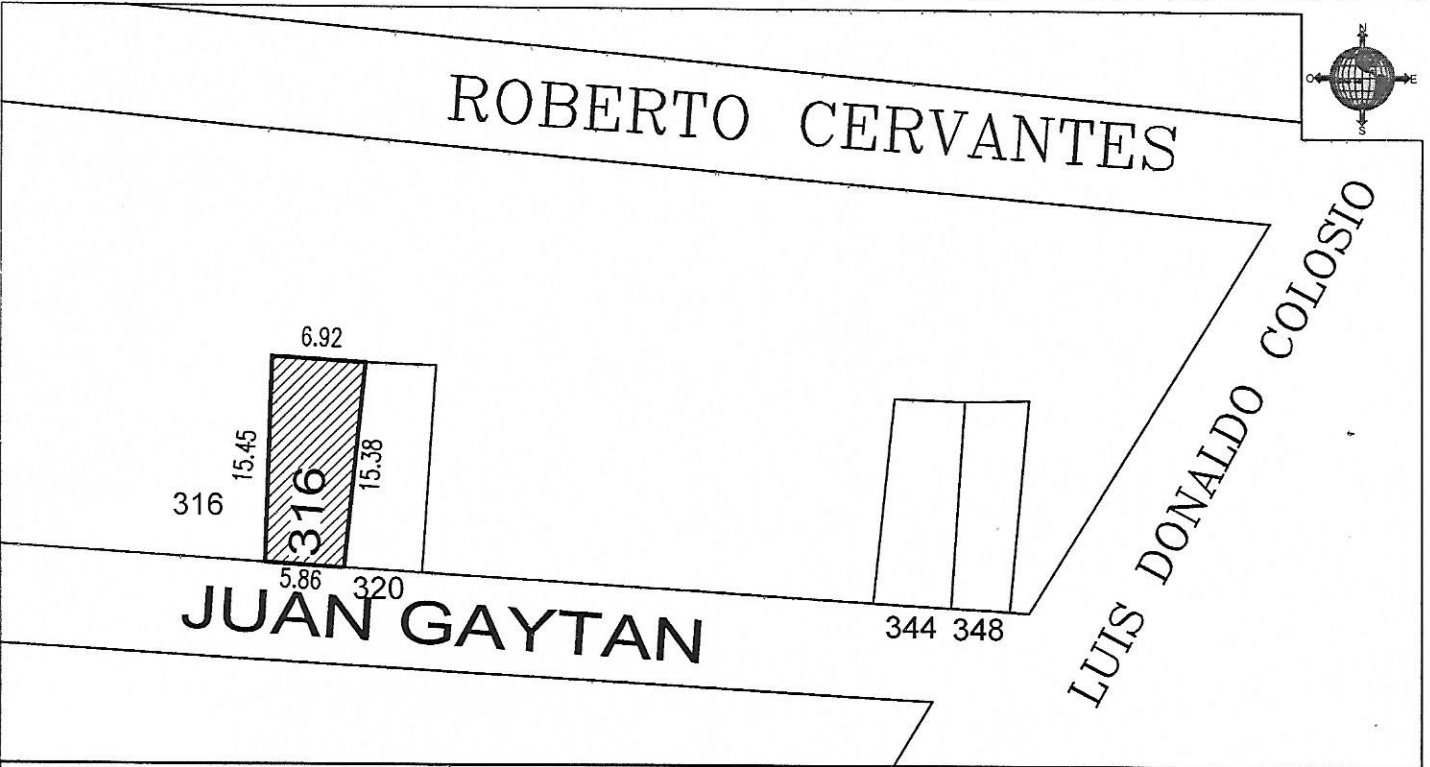 N
O E
S
ROBERTO CERVANTES
LUIS DONALDO COLOSIO
6.92
15.45
15.38
316
316
5.86
320
JUAN GAYTAN
344 348